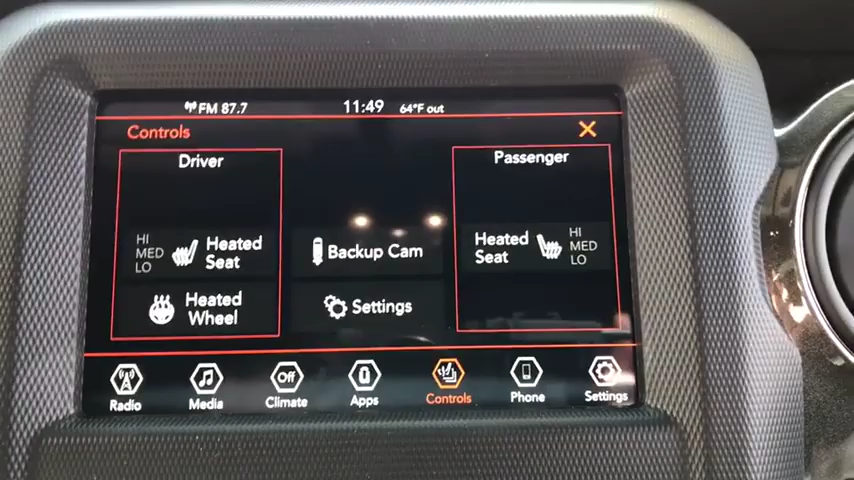 FM 87.7 11:49 64°F out
Controls
Driver
Passenger
HI
MED
LO
Heated
Seat
Backup Cam
Heated
Seat
HI
MED
LO
Heated
Wheel
Settings
Radio Media Off Climate Apps Controls Phone Settings